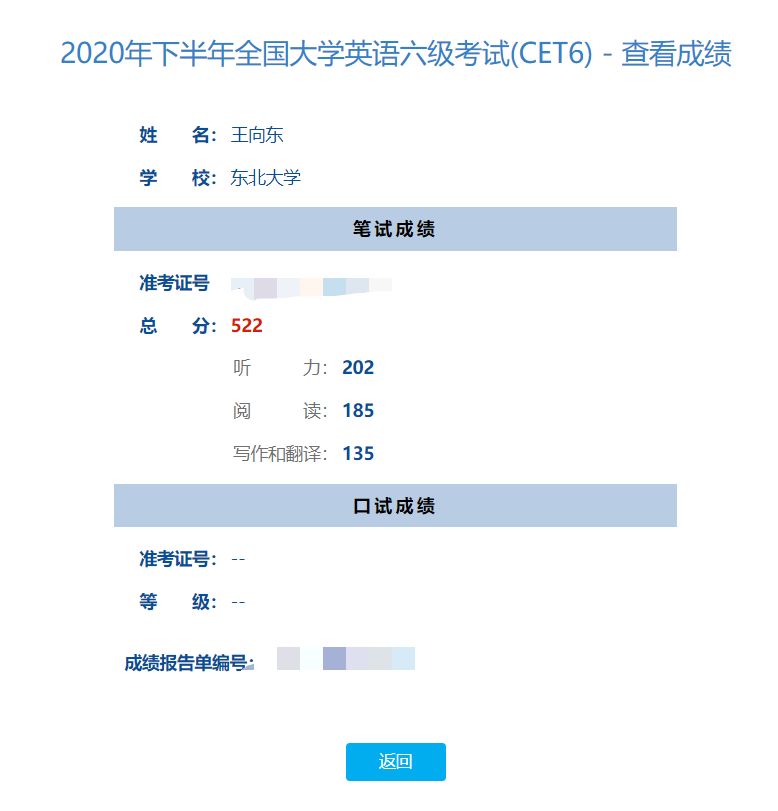 2020年下半年全国大学英语六级考试(CET6) - 查看成绩
姓 名： 王向东
学 校： 东北大学
笔试成绩
准考证号
总 分： 522
听 力： 202
阅 读： 185
写作和翻译： 135
口试成绩
准考证号： --
等 级： --
成绩报告单编号：
返回